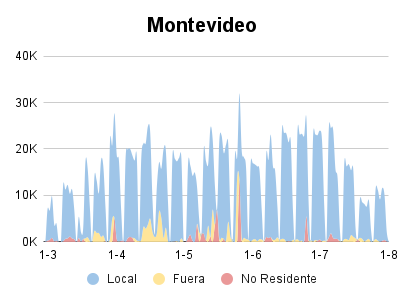 Montevideo
40K
30K
20K
10K
0K
1-3 1-4 1-5 1-6 1-7 1-8
Local Fuera No Residente